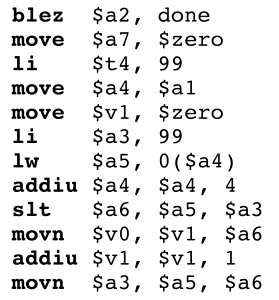 blez $a2, done
move $a7, $zero
li $t4, 99
move $a4, $a1
move $v1, $zero
li $a3, 99
lw $a5, 0($a4)
addiu $a4, $a4, 4
slt $a6, $a5, $a3
movn $v0, $v1, $a6
addiu $v1, $v1, 1
movn $a3, $a5, $a6